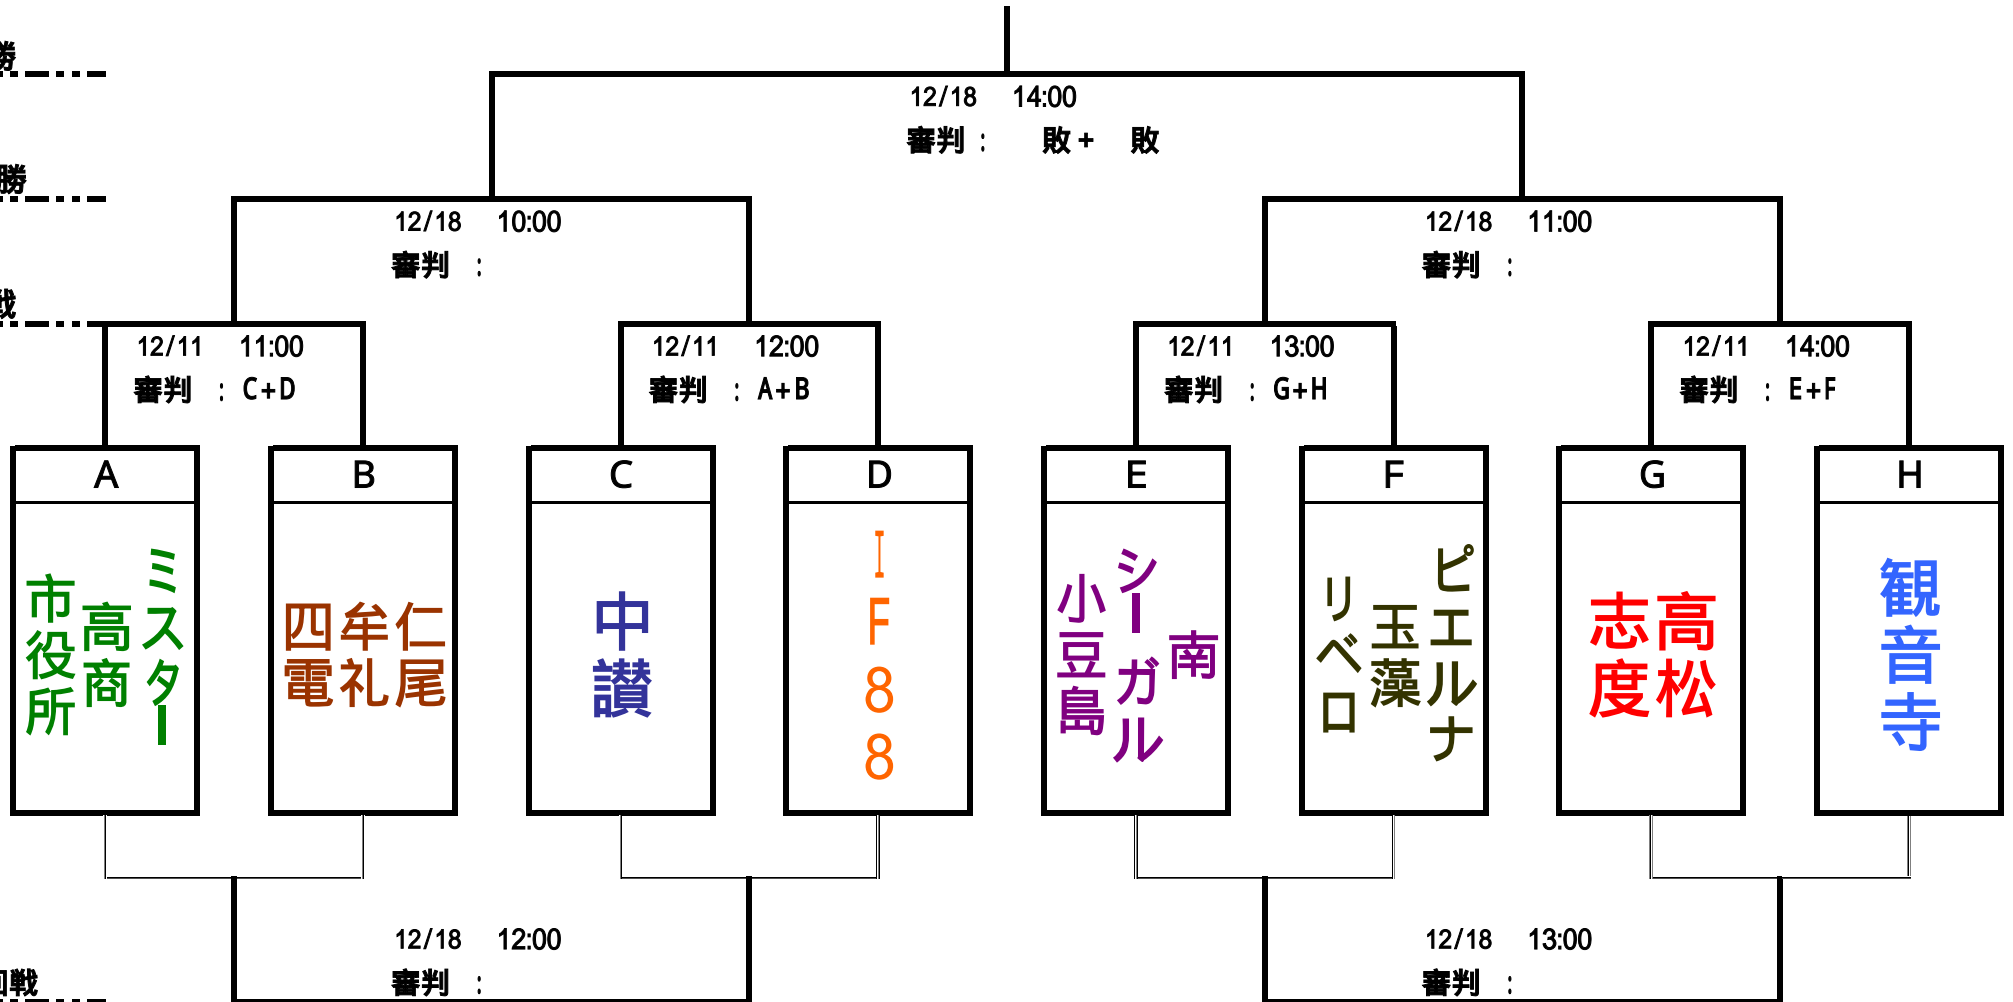 勝
12/18 14:00
審判 : 敗 + 敗
勝
12/18 10:00
審判 :
12/18 11:00
審判 :
戦
12/11 11:00
審判 : C+D
12/11 12:00
審判 : A+B
12/11 13:00
審判 : G+H
12/11 14:00
審判 : E+F
A
B
C
D
E
F
G
H
ミスター
高商
市役所
仁尾
牟礼
四電
中讃
IF88
南
シーガル
小豆島
ピエルナ
玉藻
リベロ
高松
志度
観音寺
12/18 12:00
審判 :
12/18 13:00
審判 :
回戦